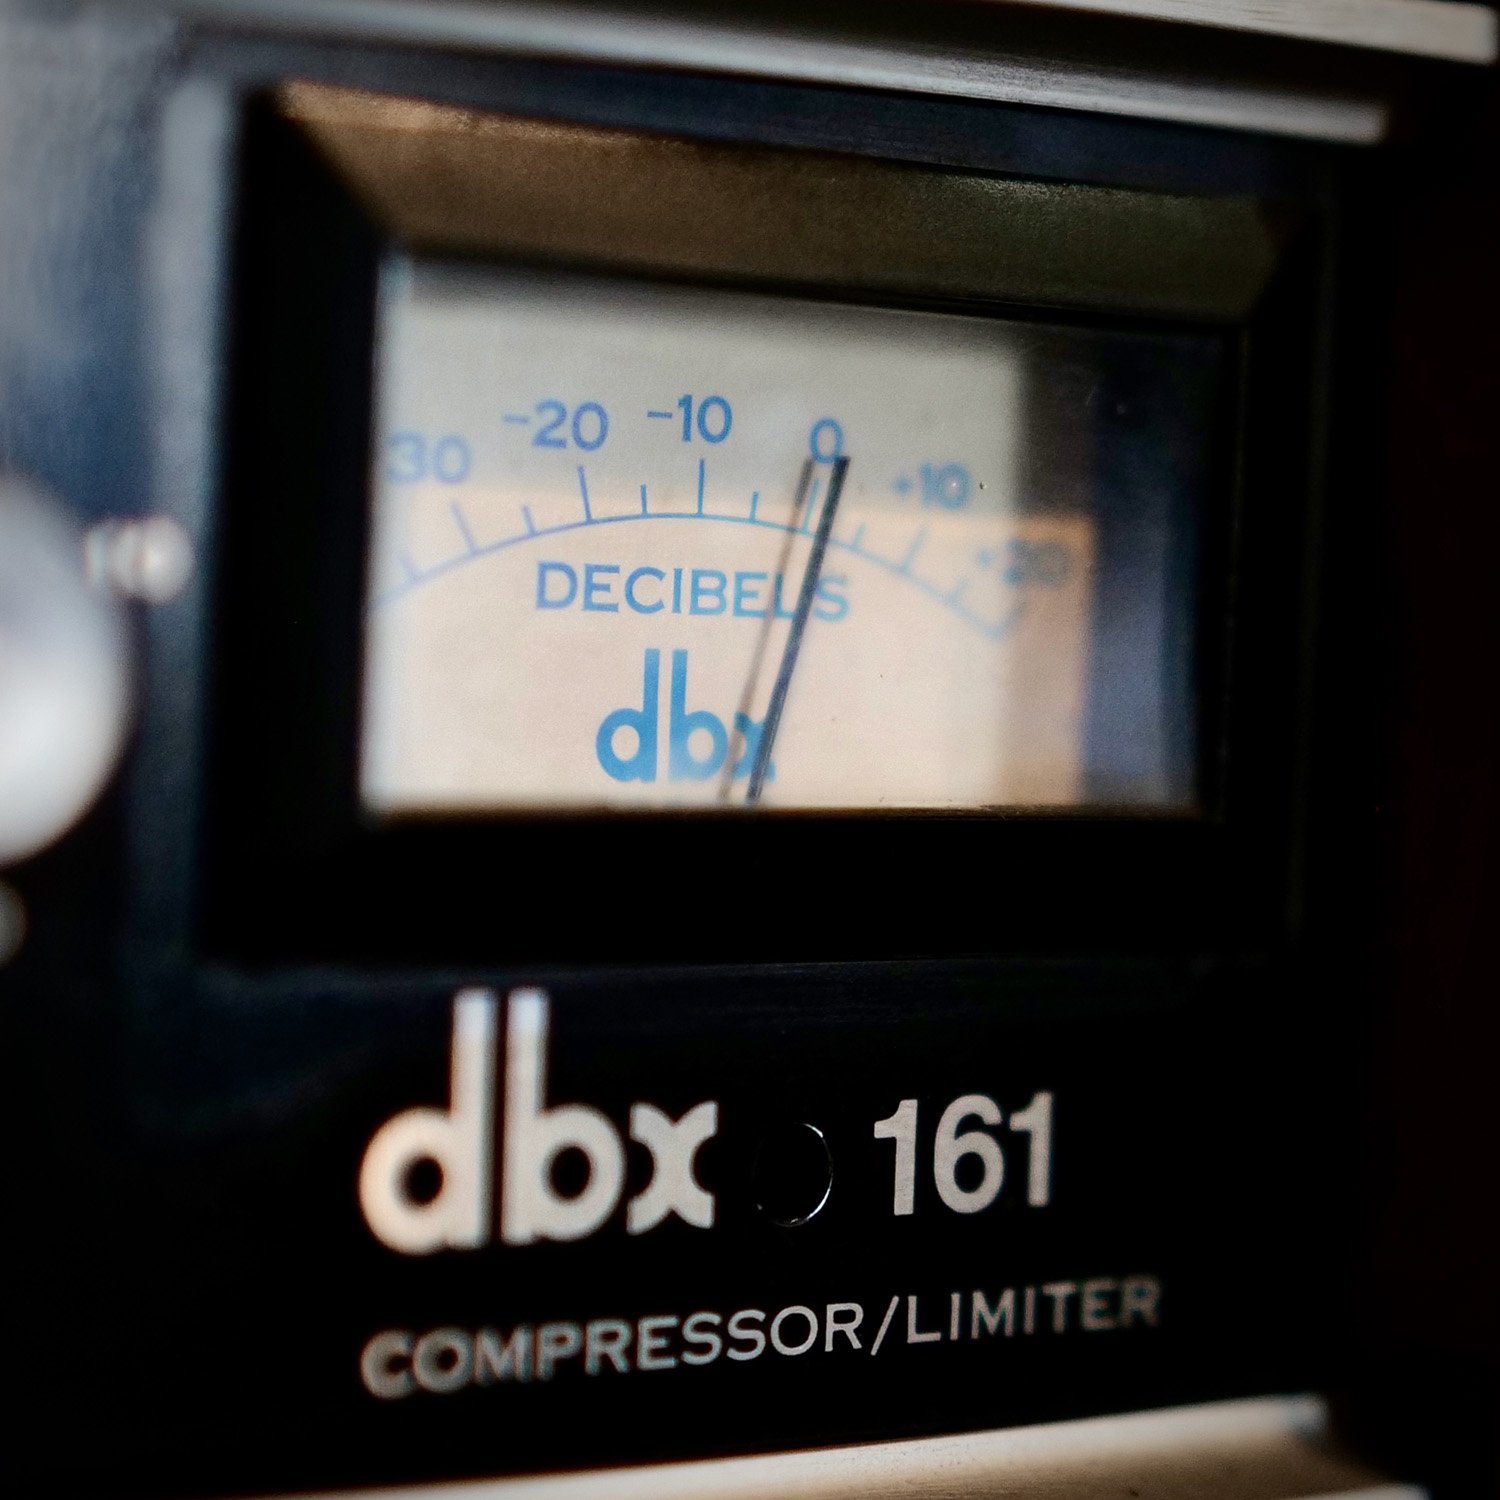 30 -20 -10 0 +10 +20
DECIBELS
dbx
dbx 161
COMPRESSOR/LIMITER